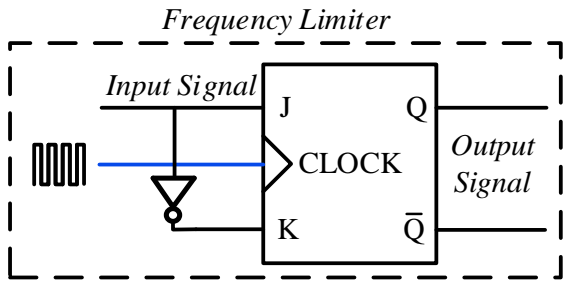 Frequency Limiter
Input Signal
J
Q
CLOCK
Output
Signal
K
Q̅